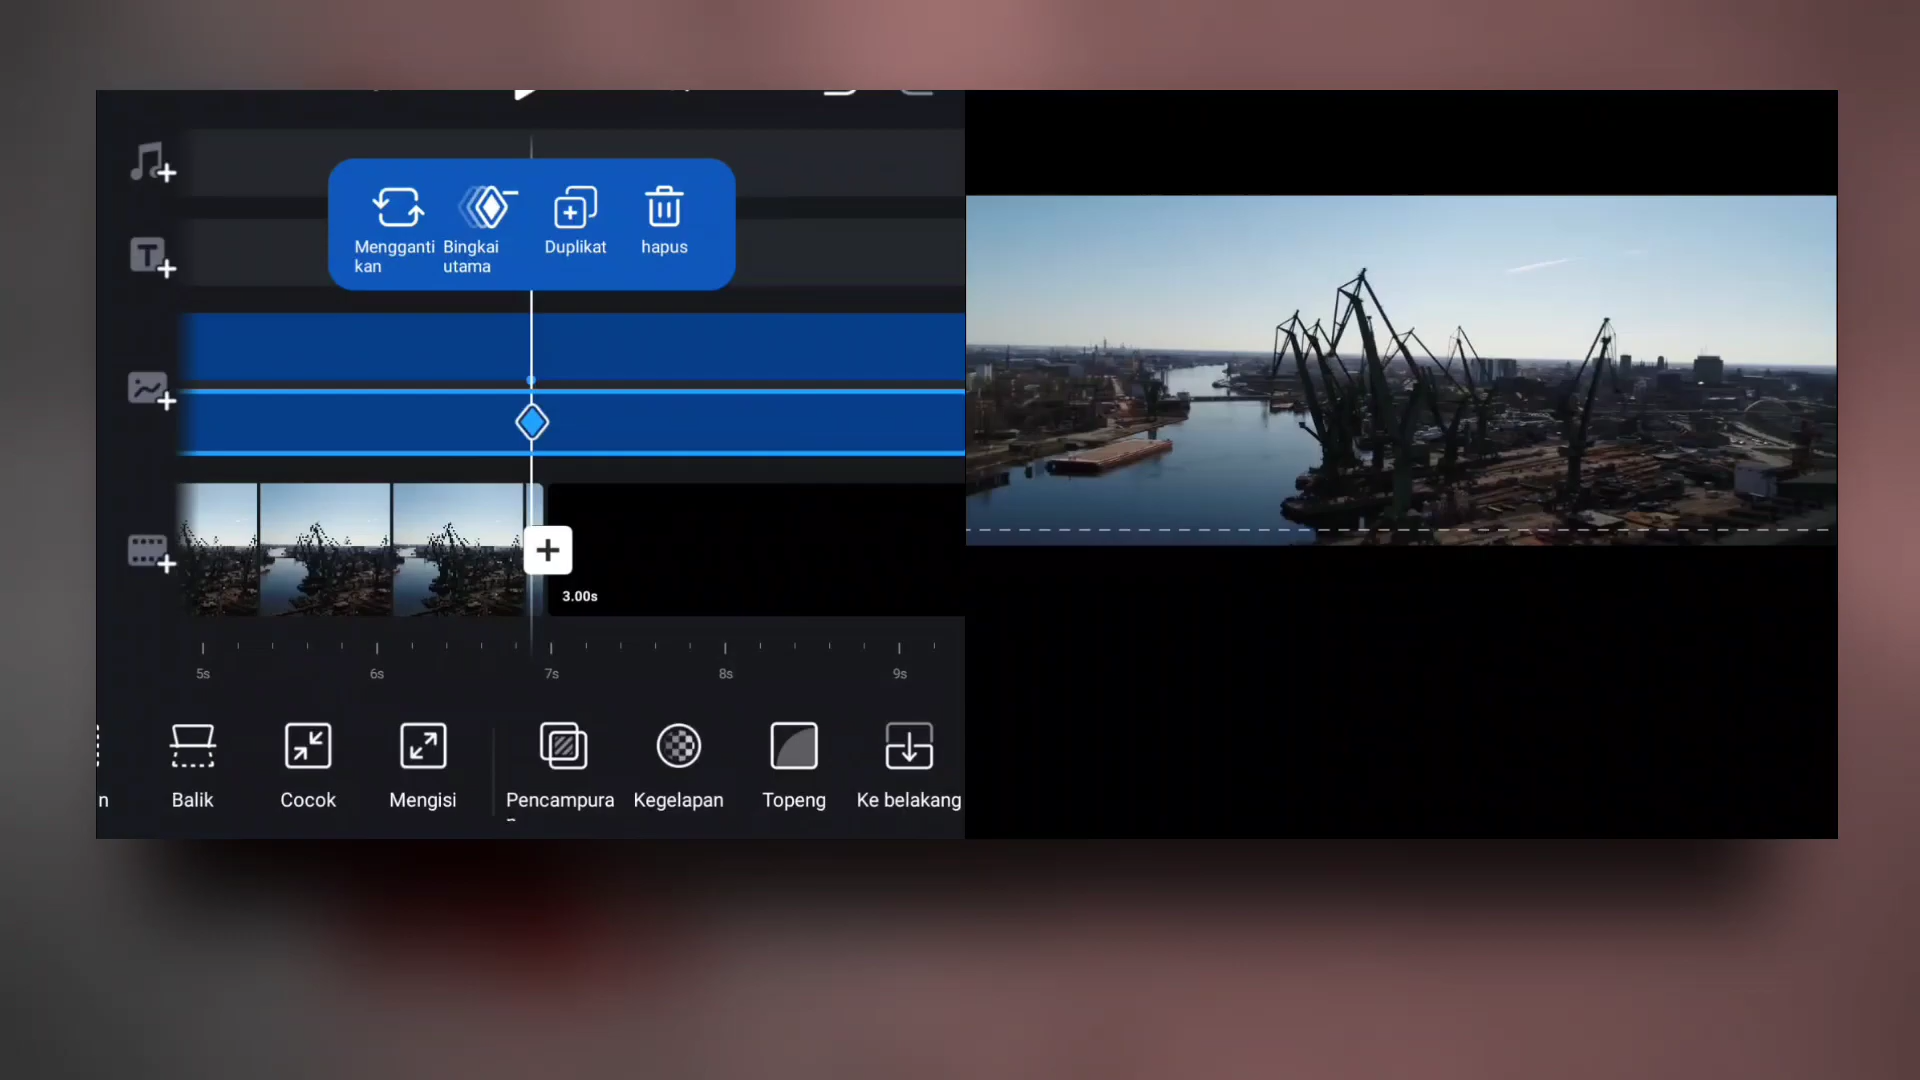 Mengganti
kan
Bingkai
utama
Duplikat
hapus
T
3.00s
5s
6s
7s
8s
9s
n
Balik
Cocok
Mengisi
Pencampura
n
Kegelapan
Topeng
Ke belakang